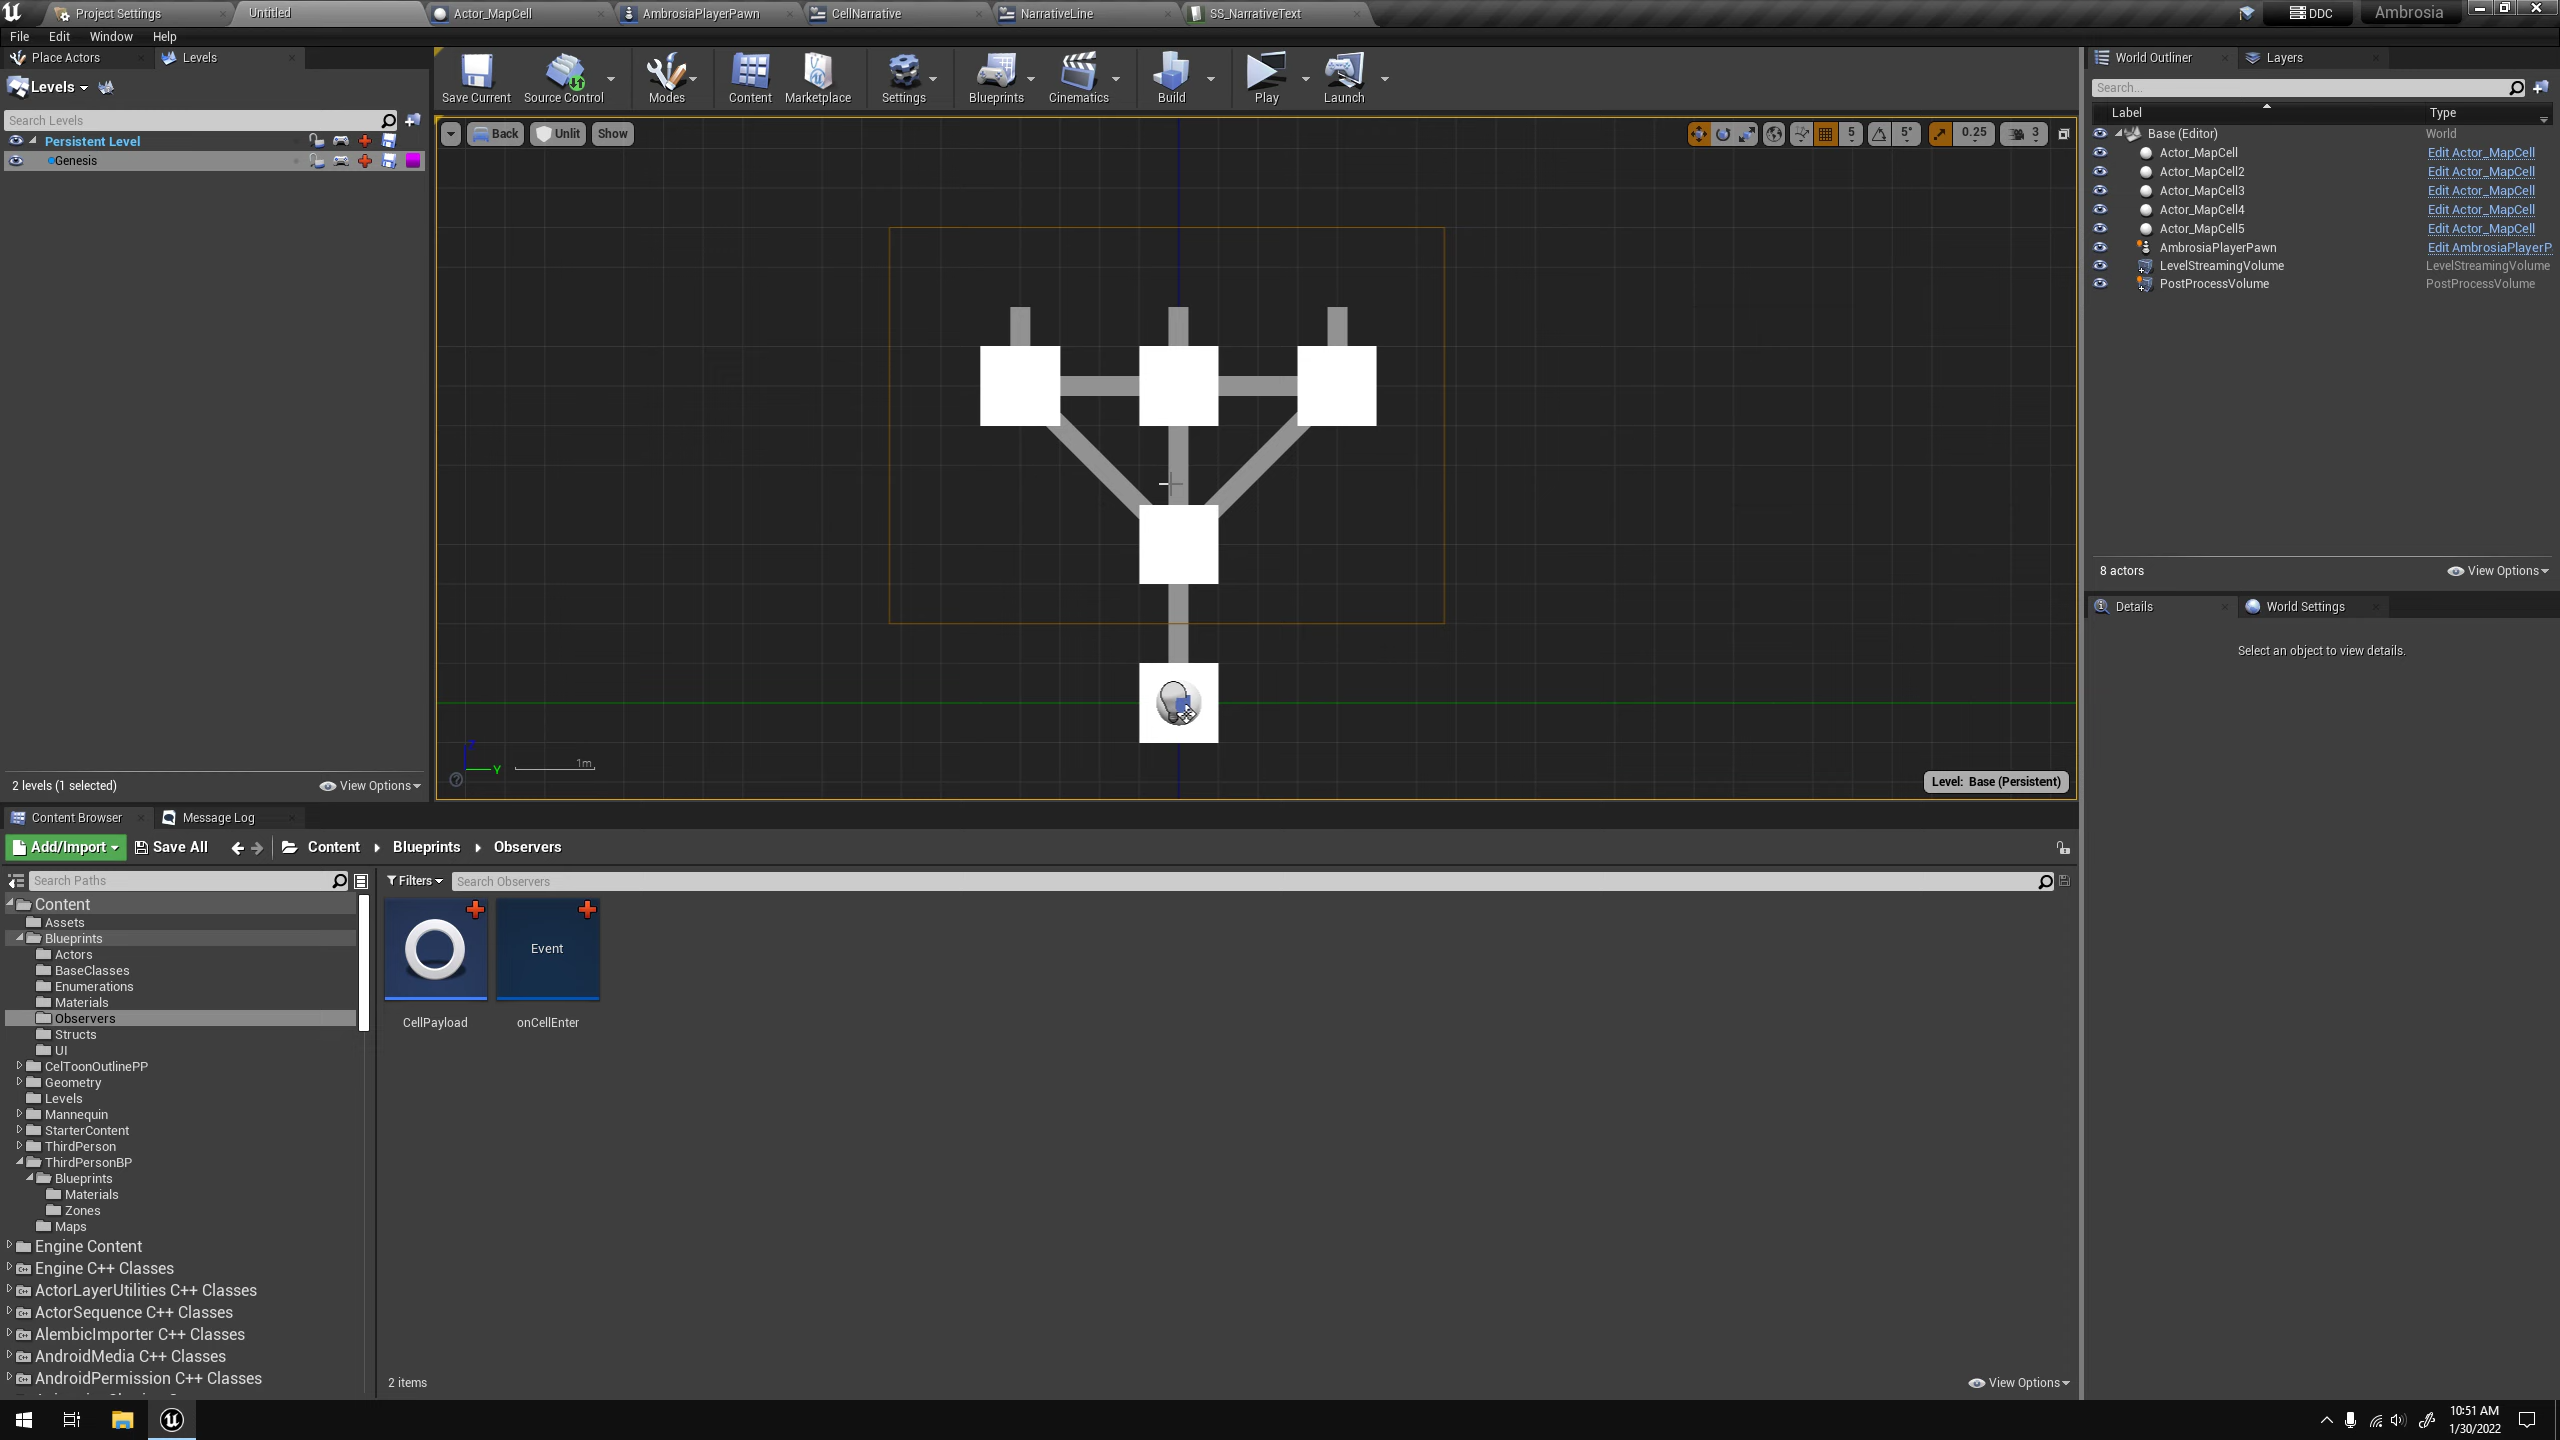 Project Settings
Untitled
Actor_MapCell
AmbrosiaPlayerPawn
CellNarrative
NarrativeLine
SS_NarrativeText
DDC
Ambrosia
File Edit Window Help
Place Actors
Levels
Levels
Search Levels
Persistent Level
Genesis
2 levels (1 selected)
View Options
Save Current
Source Control
Modes
Content
Marketplace
Settings
Blueprints
Cinematics
Build
Play
Launch
Back
Unlit
Show
5
5°
0.25
3
Y
1m
Level: Base (Persistent)
World Outliner
Layers
Search...
Label Type
Base (Editor) World
Actor_MapCell Edit Actor_MapCell
Actor_MapCell2 Edit Actor_MapCell
Actor_MapCell3 Edit Actor_MapCell
Actor_MapCell4 Edit Actor_MapCell
Actor_MapCell5 Edit Actor_MapCell
AmbrosiaPlayerPawn Edit AmbrosiaPlayerP
LevelStreamingVolume LevelStreamingVolume
PostProcessVolume PostProcessVolume
8 actors
View Options
Details
World Settings
Select an object to view details.
Content Browser
Message Log
Add/Import
Save All
Content
Blueprints
Observers
Search Paths
Filters
Search Observers
Content
Assets
Blueprints
Actors
BaseClasses
Enumerations
Materials
Observers
Structs
UI
CelToonOutlinePP
Geometry
Levels
Mannequin
StarterContent
ThirdPerson
ThirdPersonBP
Blueprints
Materials
Zones
Maps
Engine Content
Engine C++ Classes
ActorLayerUtilities C++ Classes
ActorSequence C++ Classes
AlembicImporter C++ Classes
AndroidMedia C++ Classes
AndroidPermission C++ Classes
Event
CellPayload
onCellEnter
2 items
View Options
10:51 AM
1/30/2022